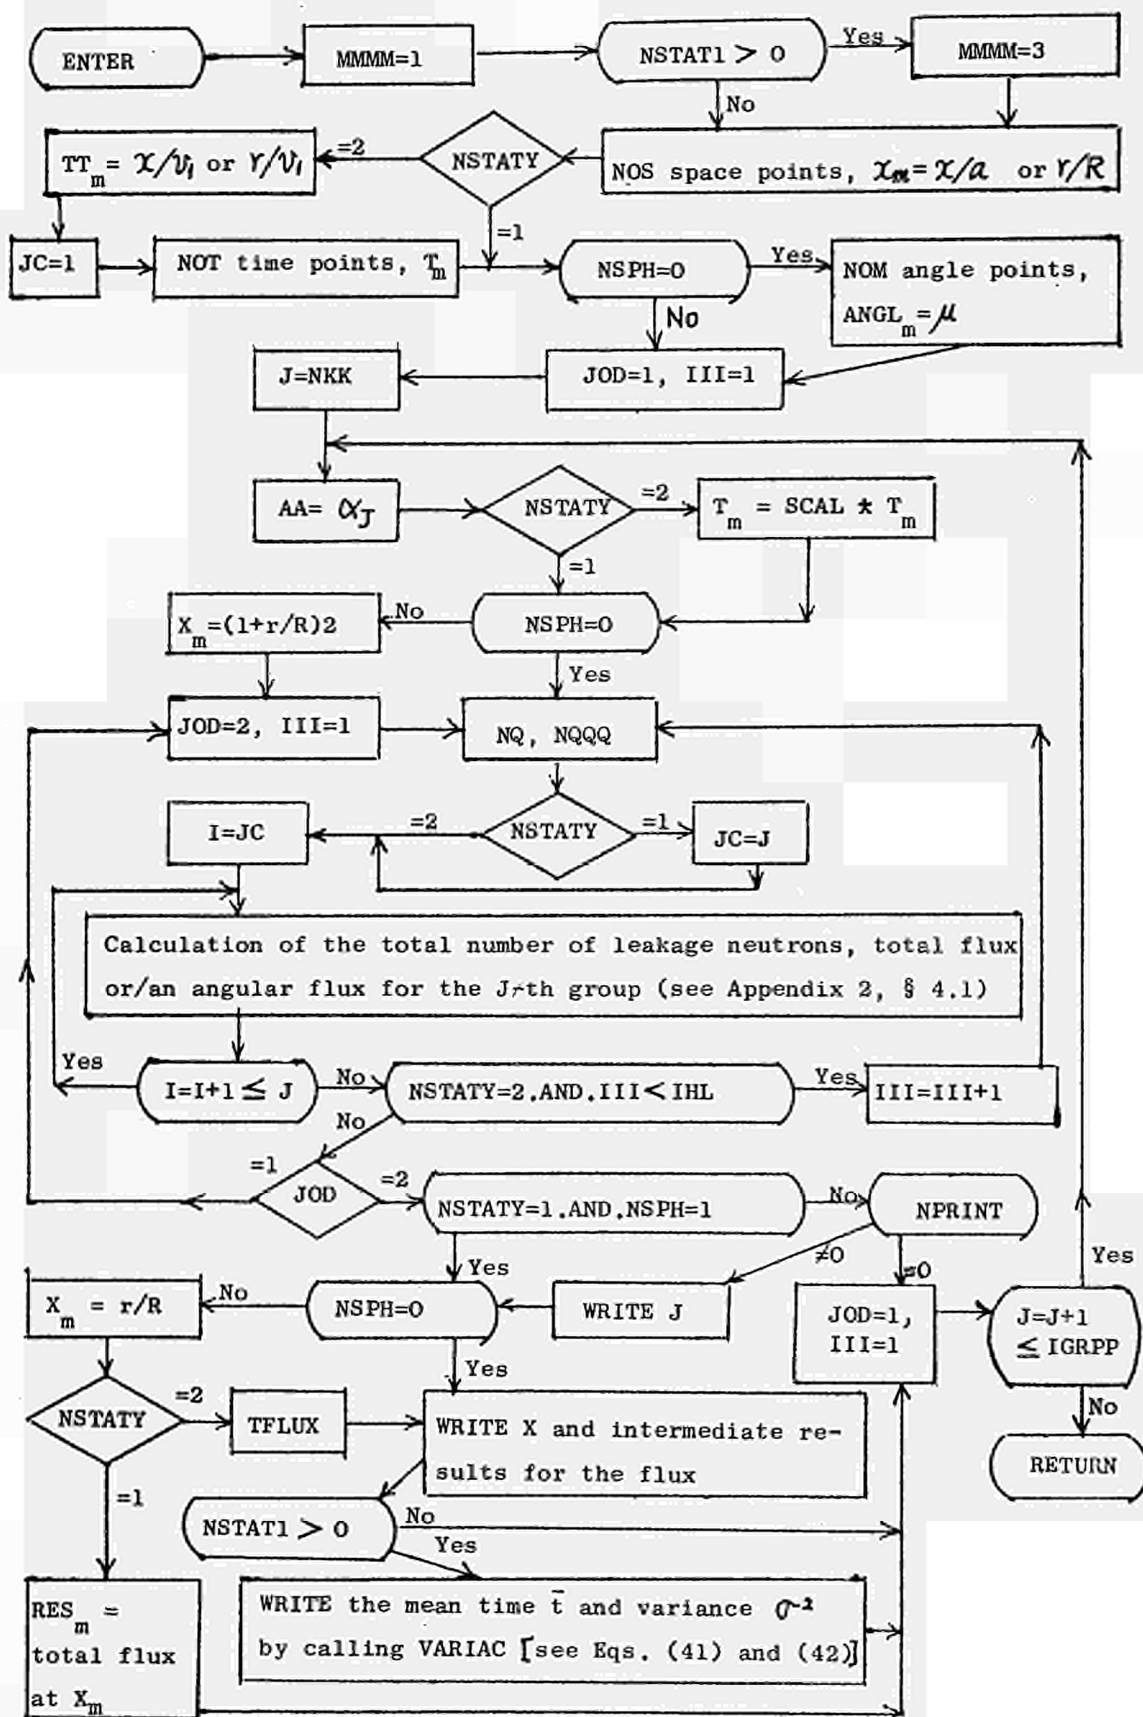 ENTER
MMMM=1
NSTAT1 > 0
Yes
MMMM=3
No
TT_m = x/v_1 or r/v_1
=2
NSTATY
NOS space points, x_m = x/a or r/R
=1
JC=1
NOT time points, T_m
NSPH=0
Yes
NOM angle points,
ANGL_m = μ
No
J=NKK
JOD=1, III=1
AA= α_J
NSTATY
=2
T_m = SCAL * T_m
=1
X_m=(1+r/R)2
No
NSPH=0
Yes
JOD=2, III=1
NQ, NQQQ
I=JC
=2
NSTATY
=1
JC=J
Calculation of the total number of leakage neutrons, total flux
or/an angular flux for the J-th group (see Appendix 2, § 4.1)
Yes
I=I+1 ≤ J
No
NSTATY=2.AND.III < IHL
Yes
III=III+1
No
=1
JOD
=2
NSTATY=1.AND.NSPH=1
No
NPRINT
Yes
≠0
=0
Yes
X_m = r/R
No
NSPH=0
WRITE J
JOD=1,
III=1
J=J+1
≤ IGRPP
Yes
NSTATY
=2
TFLUX
WRITE X and intermediate re-
sults for the flux
No
RETURN
=1
NSTAT1 > 0
No
Yes
RES_m =
total flux
at X_m
WRITE the mean time t̄ and variance σ²
by calling VARIAC [see Eqs. (41) and (42)]